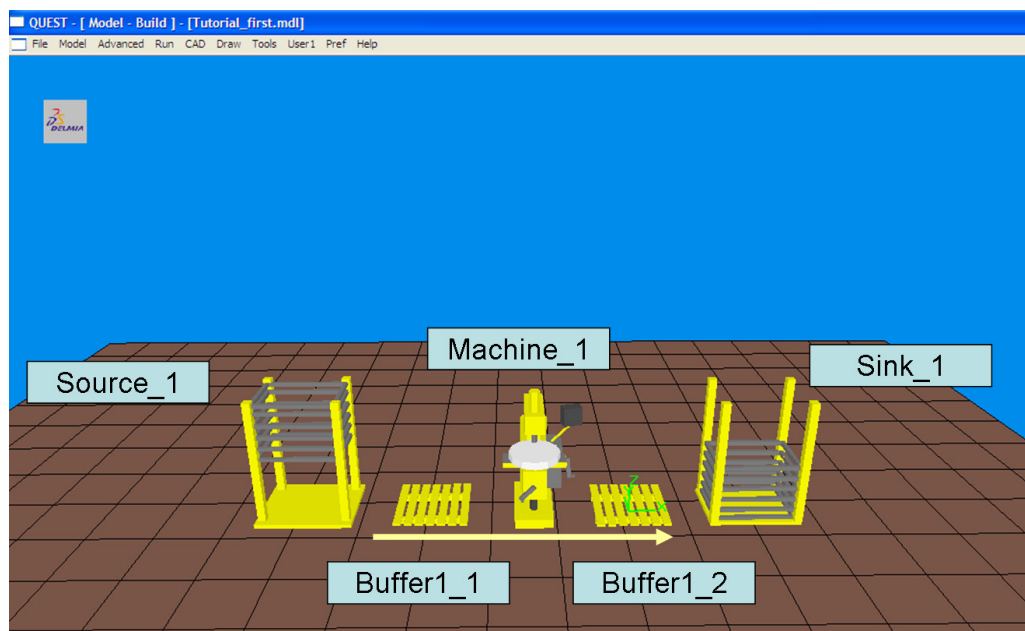 QUEST - [ Model - Build ] - [Tutorial_first.mdl]
File Model Advanced Run CAD Draw Tools User1 Pref Help
DELMIA
Machine_1
Source_1
Sink_1
Z
X
Buffer1_1
Buffer1_2